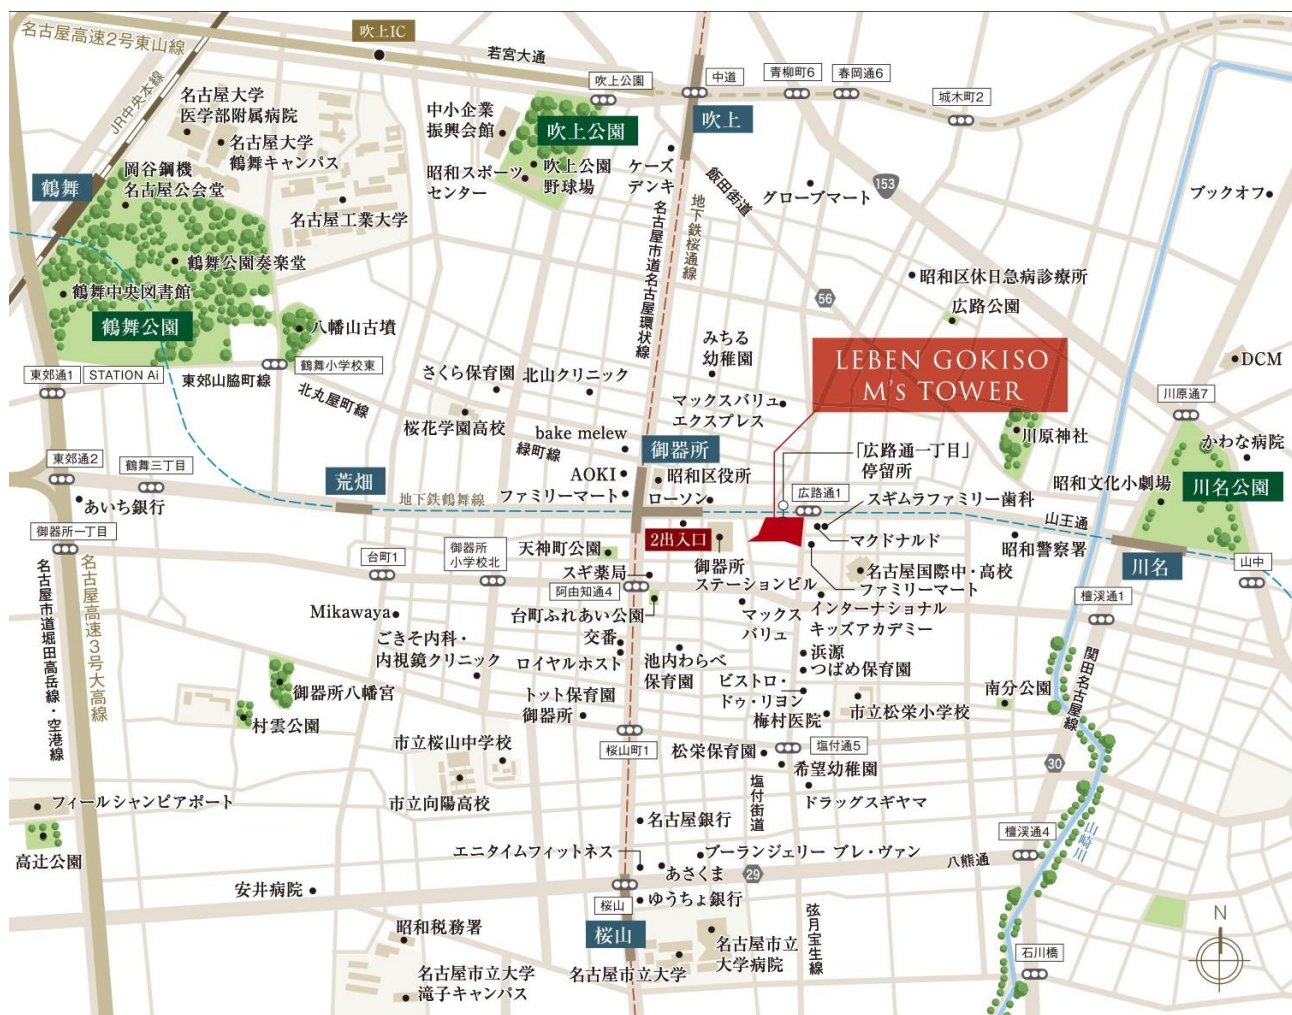 名古屋高速2号東山線
吹上IC
若宮大通
JR中央本線
名古屋大学
医学部附属病院
名古屋大学
鶴舞キャンパス
中小企業
振興会館
吹上公園
吹上公園
中道
青柳町6
春岡通6
城木町2
吹上
昭和スポーツ
センター
吹上公園
野球場
ケーズ
デンキ
飯田街道
グローブマート
153
ブックオフ
鶴舞
岡谷鋼機
名古屋公会堂
名古屋工業大学
名古屋市道名古屋環状線
地下鉄桜通線
鶴舞公園奏楽堂
鶴舞中央図書館
鶴舞公園
八幡山古墳
昭和区休日急病診療所
56
広路公園
みちる
幼稚園
LEBEN GOKISO
M's TOWER
DCM
東郊通1
STATION Ai
東郊山脇町線
鶴舞小学校東
北丸屋町線
さくら保育園
北山クリニック
マックスバリュ
エクスプレス
川原通7
桜花学園高校
bake melew
緑町線
御器所
川原神社
かわな病院
東郊通2
鶴舞三丁目
荒畑
AOKI
昭和区役所
「広路通一丁目」
停留所
昭和文化小劇場
川名公園
あいち銀行
地下鉄鶴舞線
ファミリーマート
ローソン
広路通1
スギムラファミリー歯科
山王通
御器所一丁目
台町1
御器所
小学校北
天神町公園
2出入口
マクドナルド
昭和警察署
川名
山中
スギ薬局
御器所
ステーションビル
名古屋国際中・高校
ファミリーマート
阿由知通4
檀渓通1
名古屋市道堀田高岳線・空港線
名古屋高速3号大高線
Mikawaya
台町ふれあい公園
マックス
バリュ
インターナショナル
キッズアカデミー
ごきそ内科・
内視鏡クリニック
交番
ロイヤルホスト
池内わらべ
保育園
浜源
つばめ保育園
関田名古屋線
御器所八幡宮
トット保育園
御器所
ビストロ・
ドゥ・リヨン
南分公園
村雲公園
梅村医院
市立松栄小学校
市立桜山中学校
桜山町1
松栄保育園
塩付通5
市立向陽高校
希望幼稚園
30
塩付街道
ドラッグスギヤマ
フィールシャンピアポート
名古屋銀行
檀渓通4
山崎川
高辻公園
エニタイムフィットネス
ブーランジェリー ブレ・ヴァン
八熊通
あさくま
29
安井病院
桜山
ゆうちょ銀行
桜山
弦月宝生線
N
昭和税務署
名古屋市立
大学病院
石川橋
名古屋市立大学
滝子キャンパス
名古屋市立大学